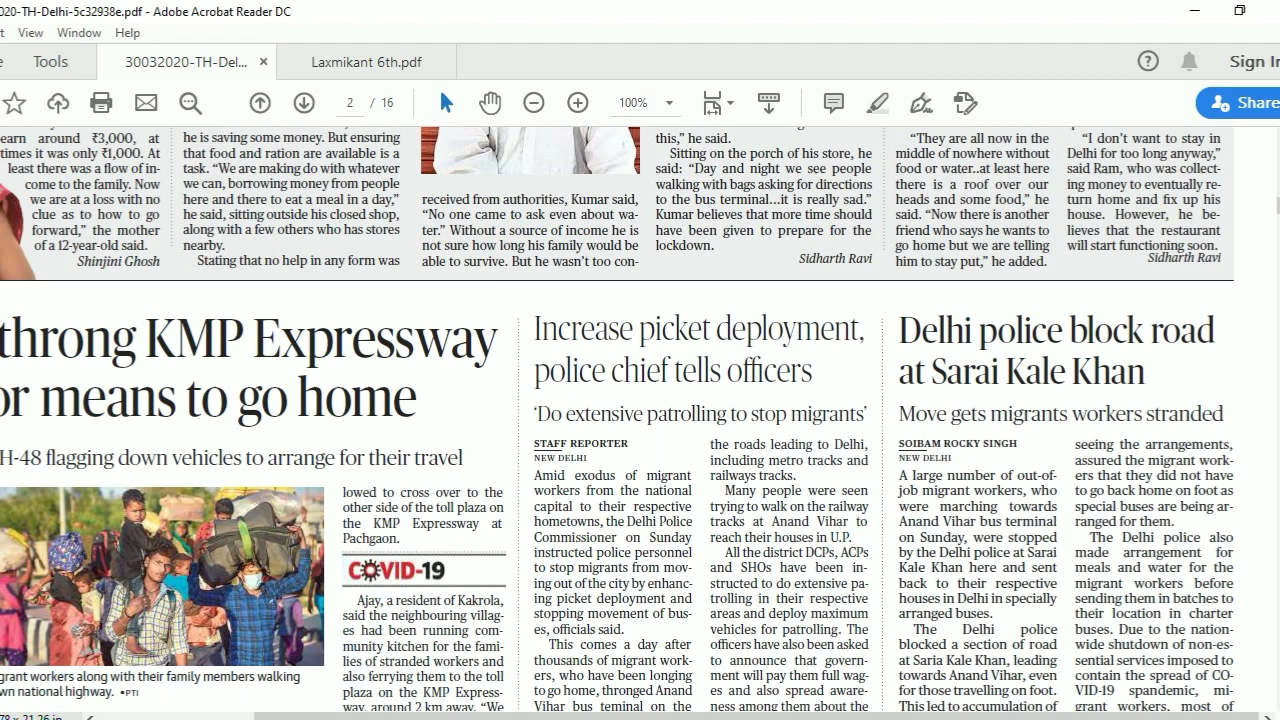 020-TH-Delhi-5c32938e.pdf - Adobe Acrobat Reader DC
View Window Help
Tools
30032020-TH-Del... ×
Laxmikant 6th.pdf
Sign In
2 / 16
100%
Share
earn around ₹3,000, at
times it was only ₹1,000. At
least there was a flow of in-
come to the family. Now
we are at a loss with no
clue as to how to go
forward,” the mother
of a 12-year-old said.
Shinjini Ghosh
he is saving some money. But ensuring
that food and ration are available is a
task. “We are making do with whatever
we can, borrowing money from people
here and there to eat a meal in a day,”
he said, sitting outside his closed shop,
along with a few others who has stores
nearby.
Stating that no help in any form was
received from authorities, Kumar said,
“No one came to ask even about wa-
ter.” Without a source of income he is
not sure how long his family would be
able to survive. But he wasn’t too con-
this,” he said.
Sitting on the porch of his store, he
said: “Day and night we see people
walking with bags asking for directions
to the bus terminal...it is really sad.”
Kumar believes that more time should
have been given to prepare for the
lockdown.
Sidharth Ravi
“They are all now in the
middle of nowhere without
food or water..at least here
there is a roof over our
heads and some food,” he
said. “Now there is another
friend who says he wants to
go home but we are telling
him to stay put,” he added.
“I don’t want to stay in
Delhi for too long anyway,”
said Ram, who was collect-
ing money to eventually re-
turn home and fix up his
house. However, he be-
lieves that the restaurant
will start functioning soon.
Sidharth Ravi
throng KMP Expressway
or means to go home
H-48 flagging down vehicles to arrange for their travel
grant workers along with their family members walking
wn national highway. ▪PTI
lowed to cross over to the
other side of the toll plaza on
the KMP Expressway at
Pachgaon.
COVID-19
Ajay, a resident of Kakrola,
said the neighbouring villag-
es had been running com-
munity kitchen for the fami-
lies of stranded workers and
also ferrying them to the toll
plaza on the KMP Express-
way, around 2 km away. “We
Increase picket deployment,
police chief tells officers
‘Do extensive patrolling to stop migrants’
STAFF REPORTER
NEW DELHI
Amid exodus of migrant
workers from the national
capital to their respective
hometowns, the Delhi Police
Commissioner on Sunday
instructed police personnel
to stop migrants from mov-
ing out of the city by enhanc-
ing picket deployment and
stopping movement of bus-
es, officials said.
This comes a day after
thousands of migrant work-
ers, who have been longing
to go home, thronged Anand
Vihar bus teminal on the
the roads leading to Delhi,
including metro tracks and
railways tracks.
Many people were seen
trying to walk on the railway
tracks at Anand Vihar to
reach their houses in U.P.
All the district DCPs, ACPs
and SHOs have been in-
structed to do extensive pa-
trolling in their respective
areas and deploy maximum
vehicles for patrolling. The
officers have also been asked
to announce that govern-
ment will pay them full wag-
es and also spread aware-
ness among them about the
Delhi police block road
at Sarai Kale Khan
Move gets migrants workers stranded
SOIBAM ROCKY SINGH
NEW DELHI
A large number of out-of-
job migrant workers, who
were marching towards
Anand Vihar bus terminal
on Sunday, were stopped
by the Delhi police at Sarai
Kale Khan here and sent
back to their respective
houses in Delhi in specially
arranged buses.
The Delhi police
blocked a section of road
at Saria Kale Khan, leading
towards Anand Vihar, even
for those travelling on foot.
This led to accumulation of
seeing the arrangements,
assured the migrant work-
ers that they did not have
to go back home on foot as
special buses are being ar-
ranged for them.
The Delhi police also
made arrangement for
meals and water for the
migrant workers before
sending them in batches to
their location in charter
buses. Due to the nation-
wide shutdown of non-es-
sential services imposed to
contain the spread of CO-
VID-19 spandemic, mi-
grant workers, most of